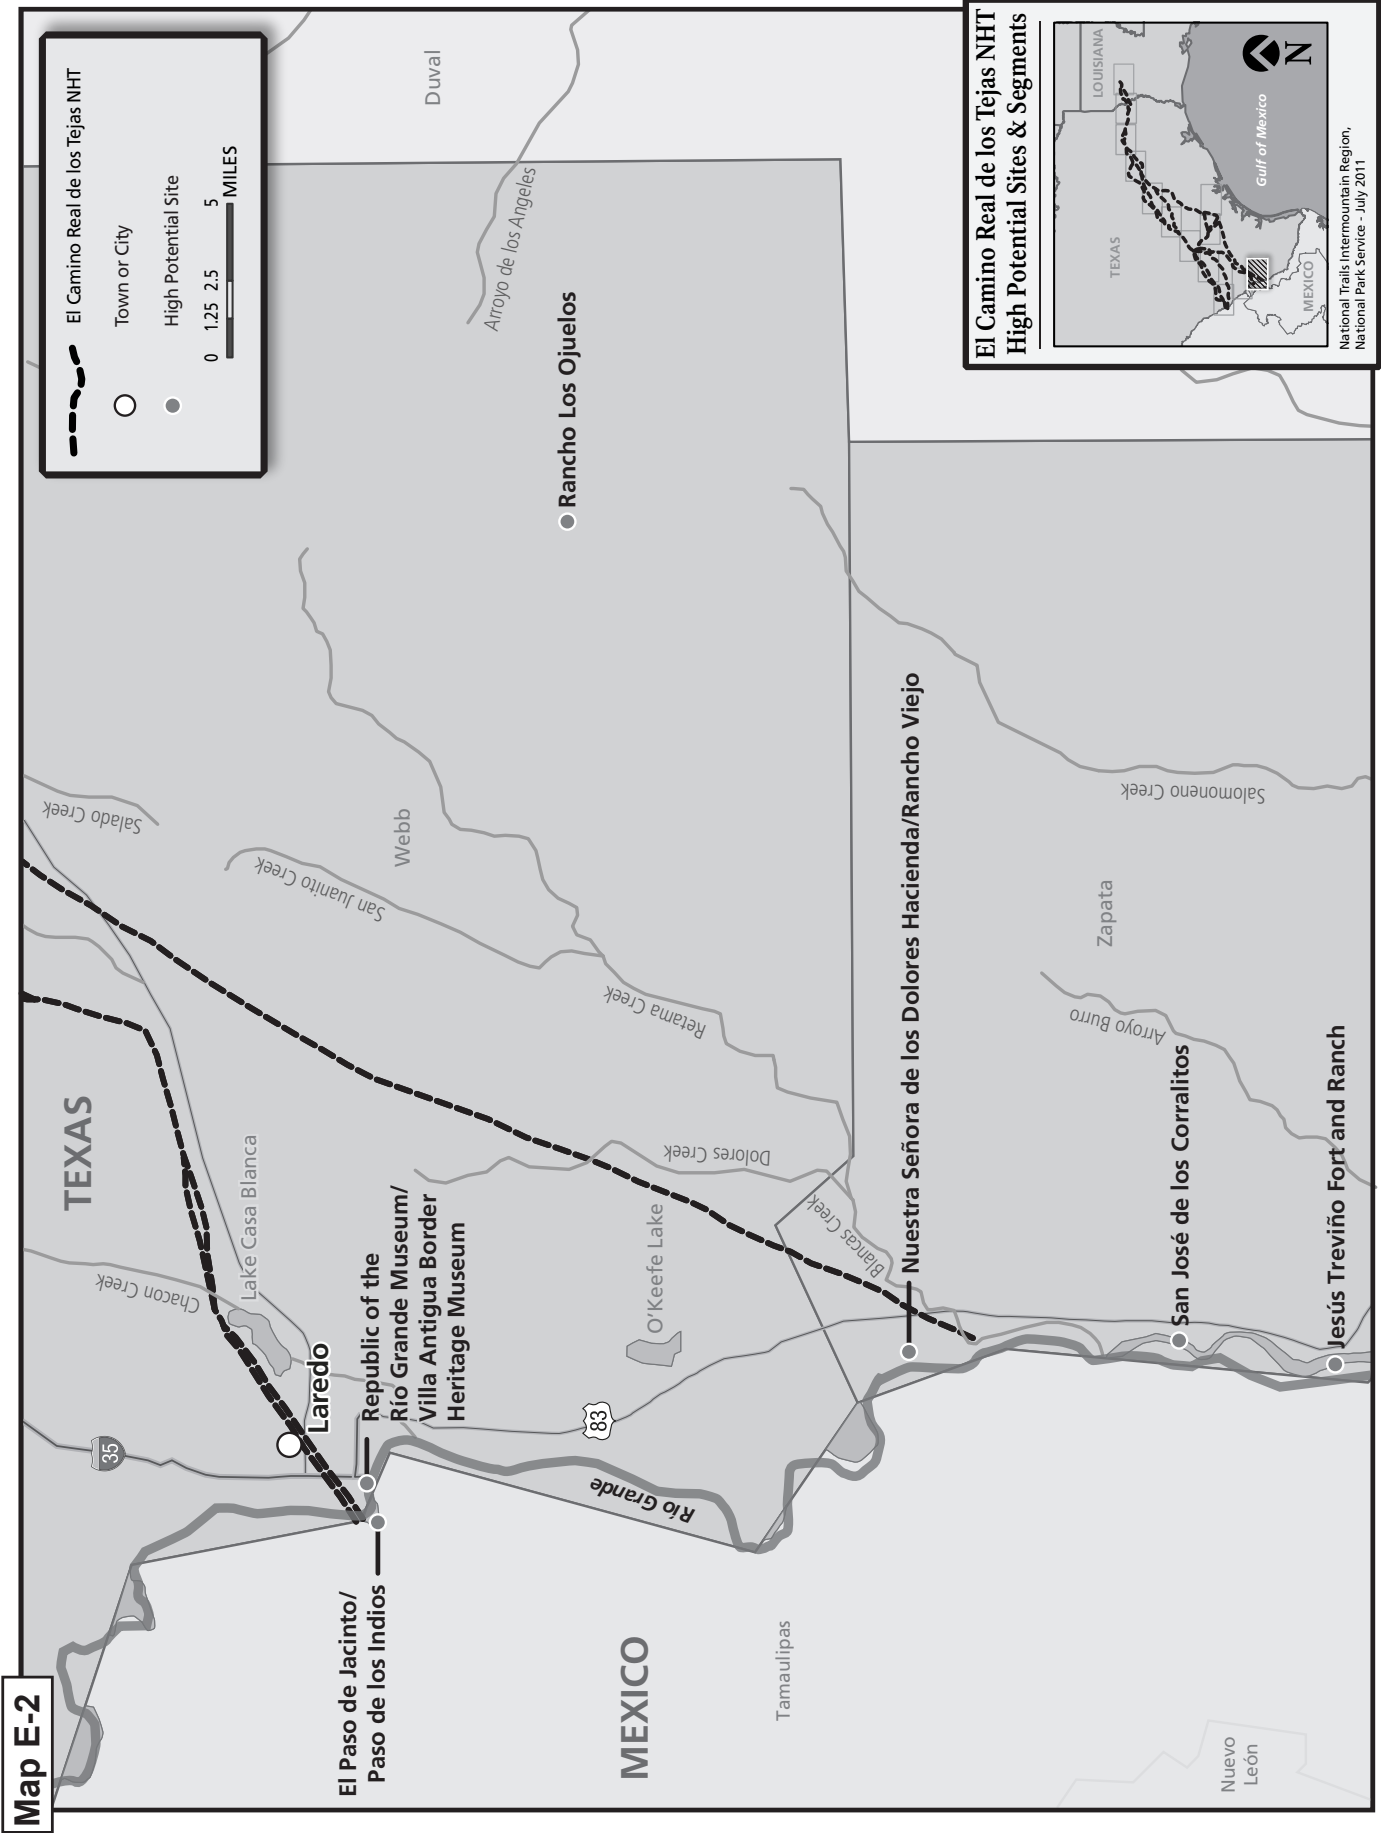 Map E-2
El Camino Real de los Tejas NHT
Town or City
High Potential Site
0 1.25 2.5 5
MILES
TEXAS
MEXICO
Duval
Webb
Zapata
Tamaulipas
Nuevo
León
Salado Creek
San Juanito Creek
Retama Creek
Dolores Creek
Blancas Creek
Chacon Creek
Lake Casa Blanca
O'Keefe Lake
Arroyo de los Angeles
Salomoneno Creek
Arroyo Burro
Río Grande
35
83
Laredo
El Paso de Jacinto/
Paso de los Indios
Republic of the
Río Grande Museum/
Villa Antigua Border
Heritage Museum
Rancho Los Ojuelos
Nuestra Señora de los Dolores Hacienda/Rancho Viejo
San José de los Corralitos
Jesús Treviño Fort and Ranch
El Camino Real de los Tejas NHT
High Potential Sites & Segments
TEXAS
LOUISIANA
MEXICO
Gulf of Mexico
N
National Trails Intermountain Region,
National Park Service - July 2011